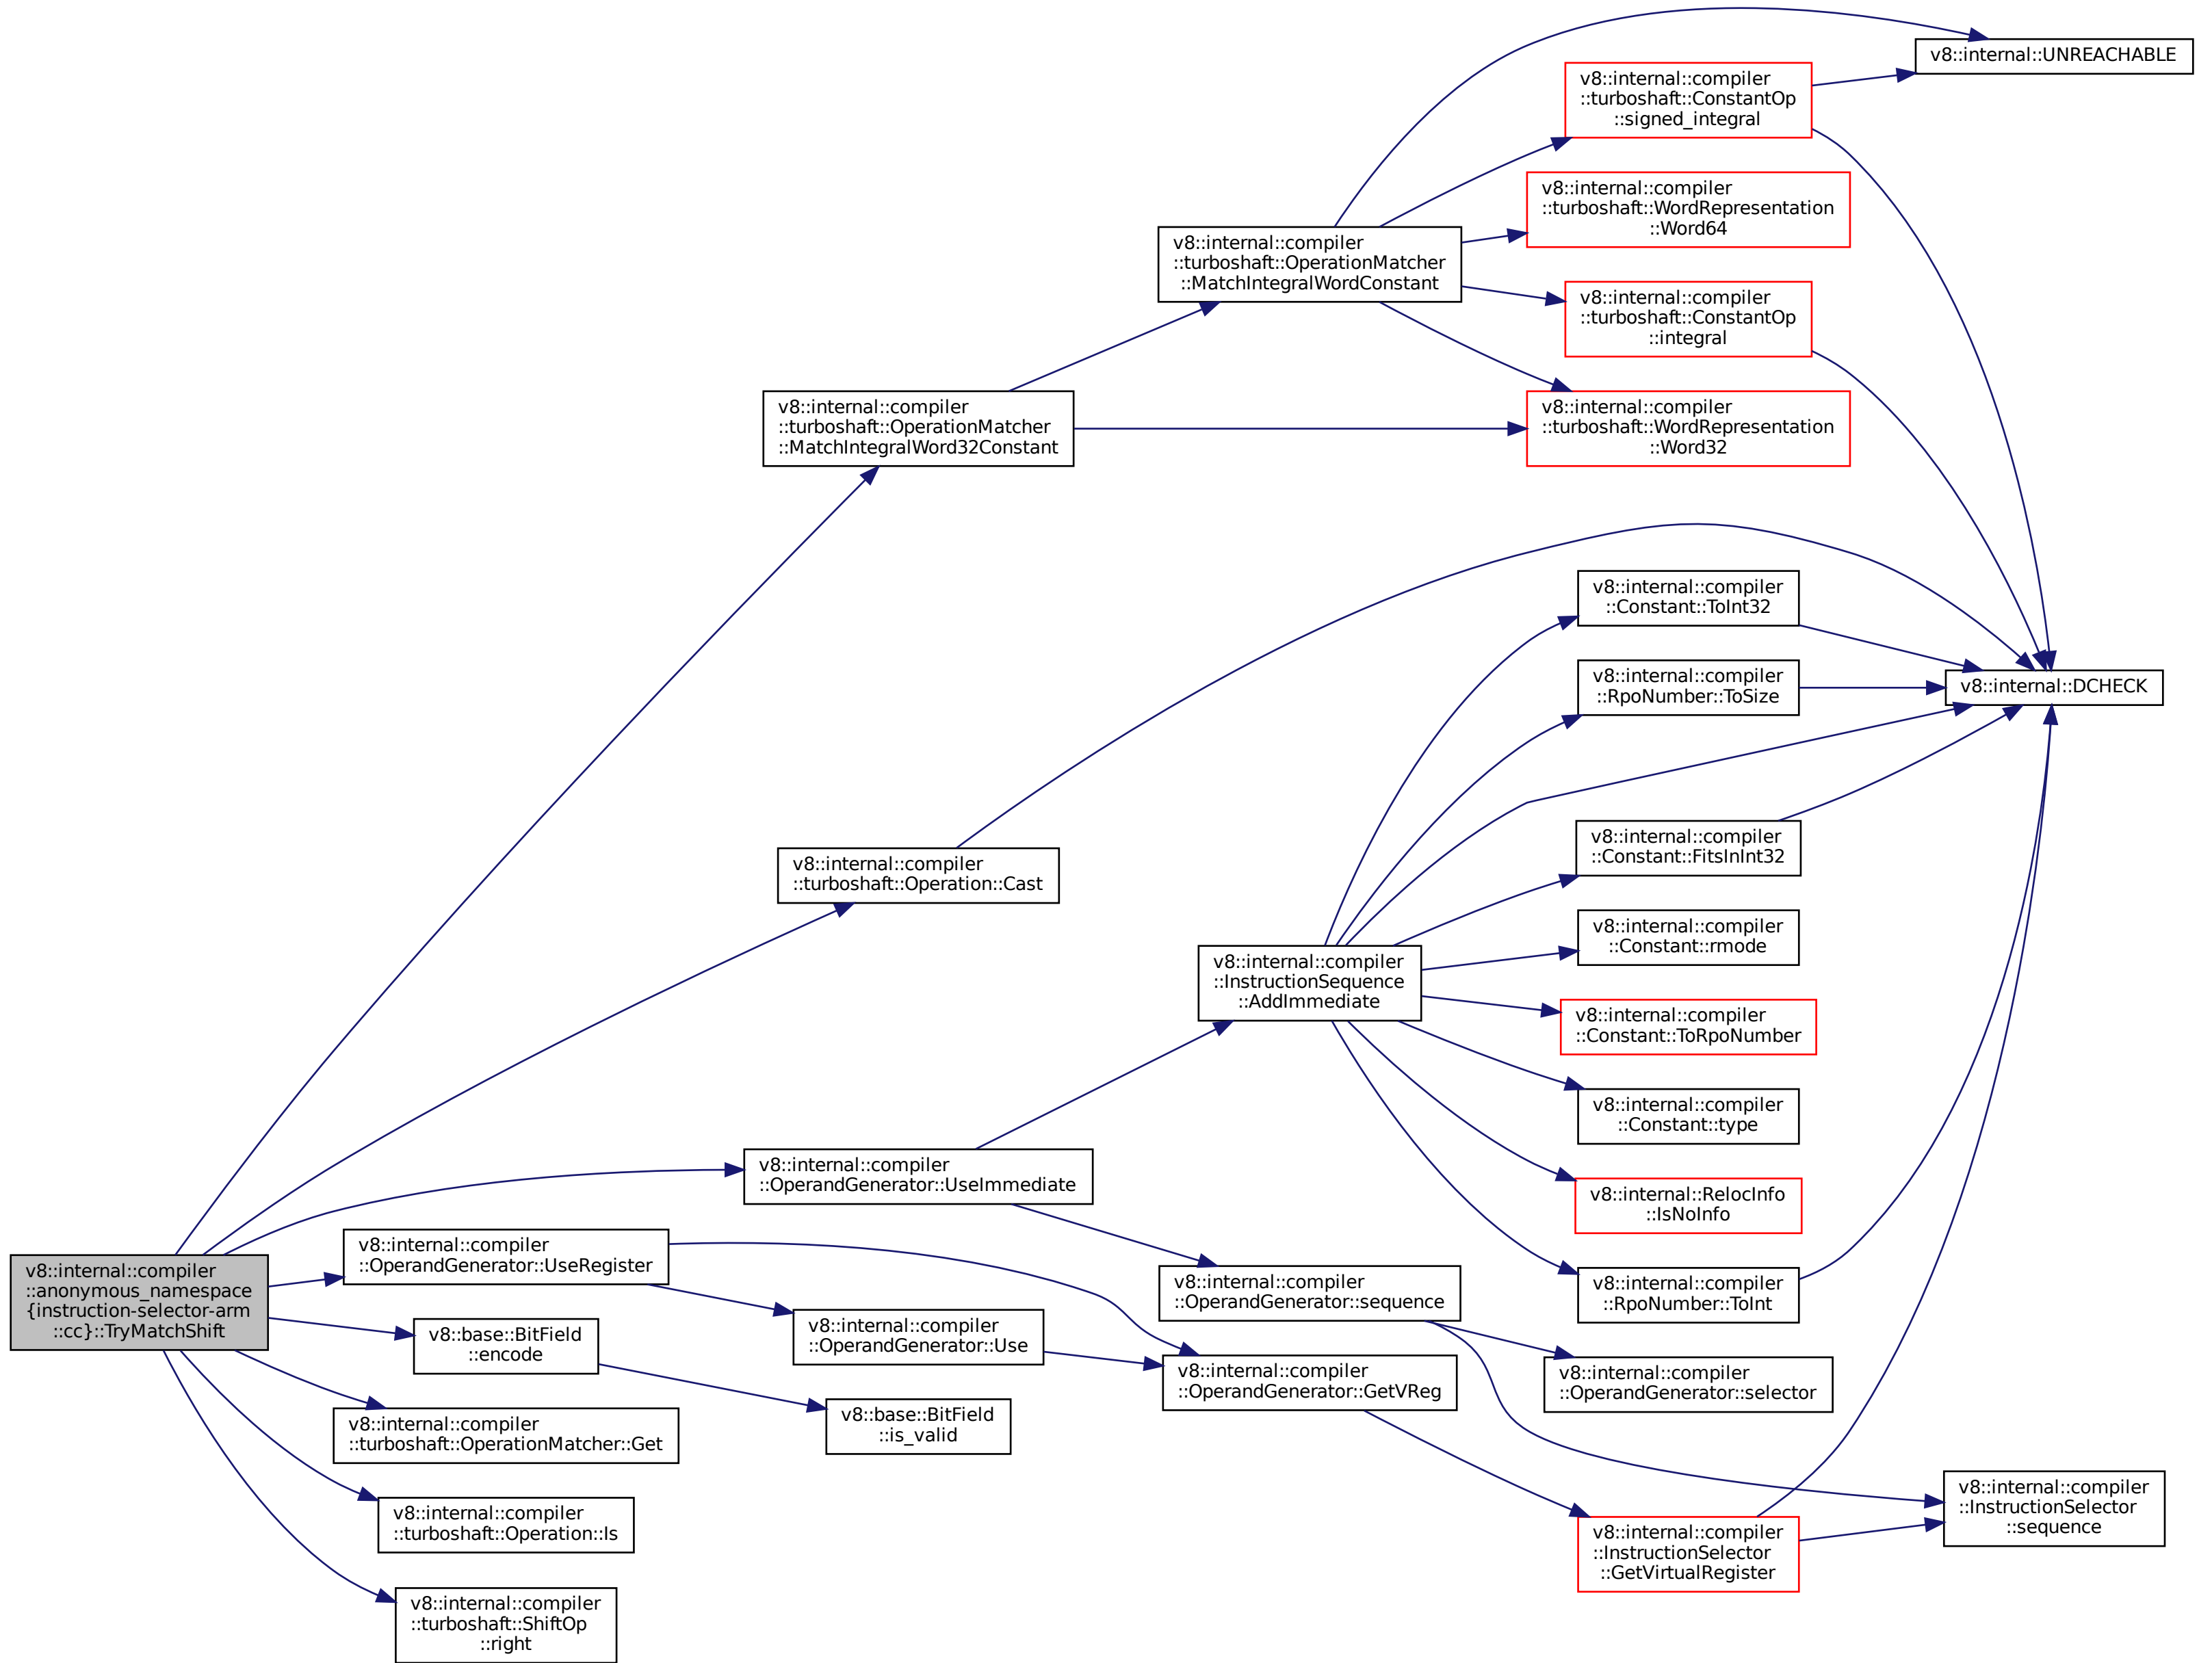 v8::internal::compiler
::anonymous_namespace
{instruction-selector-arm
::cc}::TryMatchShift
v8::internal::compiler
::turboshaft::OperationMatcher
::MatchIntegralWord32Constant
v8::internal::compiler
::turboshaft::OperationMatcher
::MatchIntegralWordConstant
v8::internal::UNREACHABLE
v8::internal::compiler
::turboshaft::ConstantOp
::signed_integral
v8::internal::compiler
::turboshaft::WordRepresentation
::Word64
v8::internal::compiler
::turboshaft::ConstantOp
::integral
v8::internal::compiler
::turboshaft::WordRepresentation
::Word32
v8::internal::compiler
::turboshaft::Operation::Cast
v8::internal::DCHECK
v8::internal::compiler
::OperandGenerator::UseImmediate
v8::internal::compiler
::InstructionSequence
::AddImmediate
v8::internal::compiler
::Constant::ToInt32
v8::internal::compiler
::RpoNumber::ToSize
v8::internal::compiler
::Constant::FitsInInt32
v8::internal::compiler
::Constant::rmode
v8::internal::compiler
::Constant::ToRpoNumber
v8::internal::compiler
::Constant::type
v8::internal::RelocInfo
::IsNoInfo
v8::internal::compiler
::RpoNumber::ToInt
v8::internal::compiler
::OperandGenerator::sequence
v8::internal::compiler
::OperandGenerator::selector
v8::internal::compiler
::InstructionSelector
::sequence
v8::internal::compiler
::OperandGenerator::UseRegister
v8::internal::compiler
::OperandGenerator::Use
v8::internal::compiler
::OperandGenerator::GetVReg
v8::internal::compiler
::InstructionSelector
::GetVirtualRegister
v8::base::BitField
::encode
v8::base::BitField
::is_valid
v8::internal::compiler
::turboshaft::OperationMatcher::Get
v8::internal::compiler
::turboshaft::Operation::Is
v8::internal::compiler
::turboshaft::ShiftOp
::right